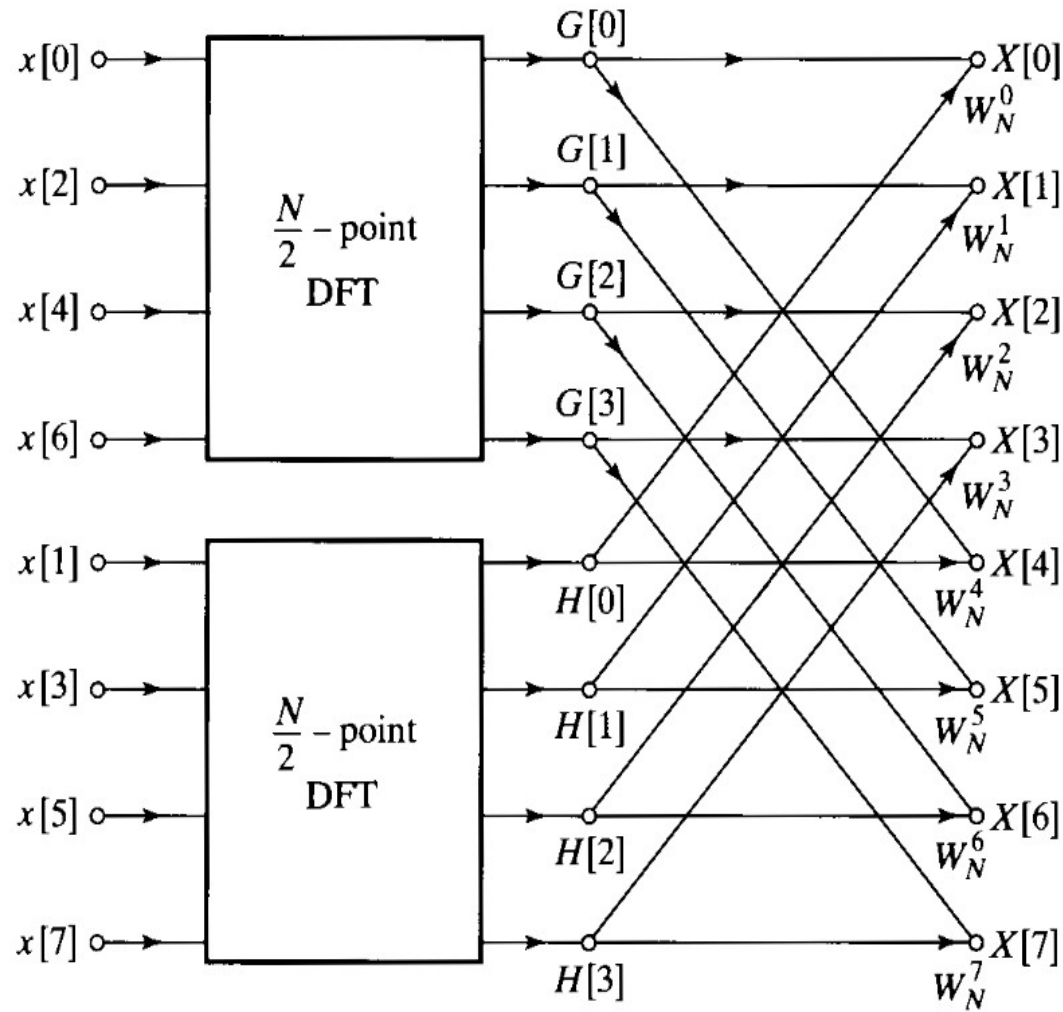 G[0]
x[0] X[0]
W_N^0
G[1]
x[2] X[1]
N/2 – point
DFT
W_N^1
G[2]
x[4] X[2]
W_N^2
G[3]
x[6] X[3]
W_N^3
x[1] X[4]
H[0] W_N^4
x[3] X[5]
N/2 – point
DFT
H[1] W_N^5
x[5] X[6]
H[2] W_N^6
x[7] X[7]
H[3] W_N^7